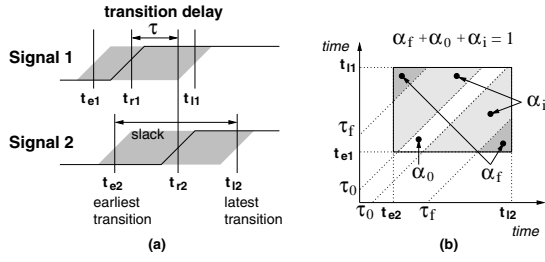 transition delay
τ
Signal 1
t_e1 t_r1 t_l1
Signal 2
slack
t_e2 t_r2 t_l2
earliest transition
latest transition
(a)
α_f + α_0 + α_i = 1
time
t_l1
τ_f
t_e1
τ_0
α_i
α_0
α_f
τ_0 t_e2 τ_f t_l2
time
(b)